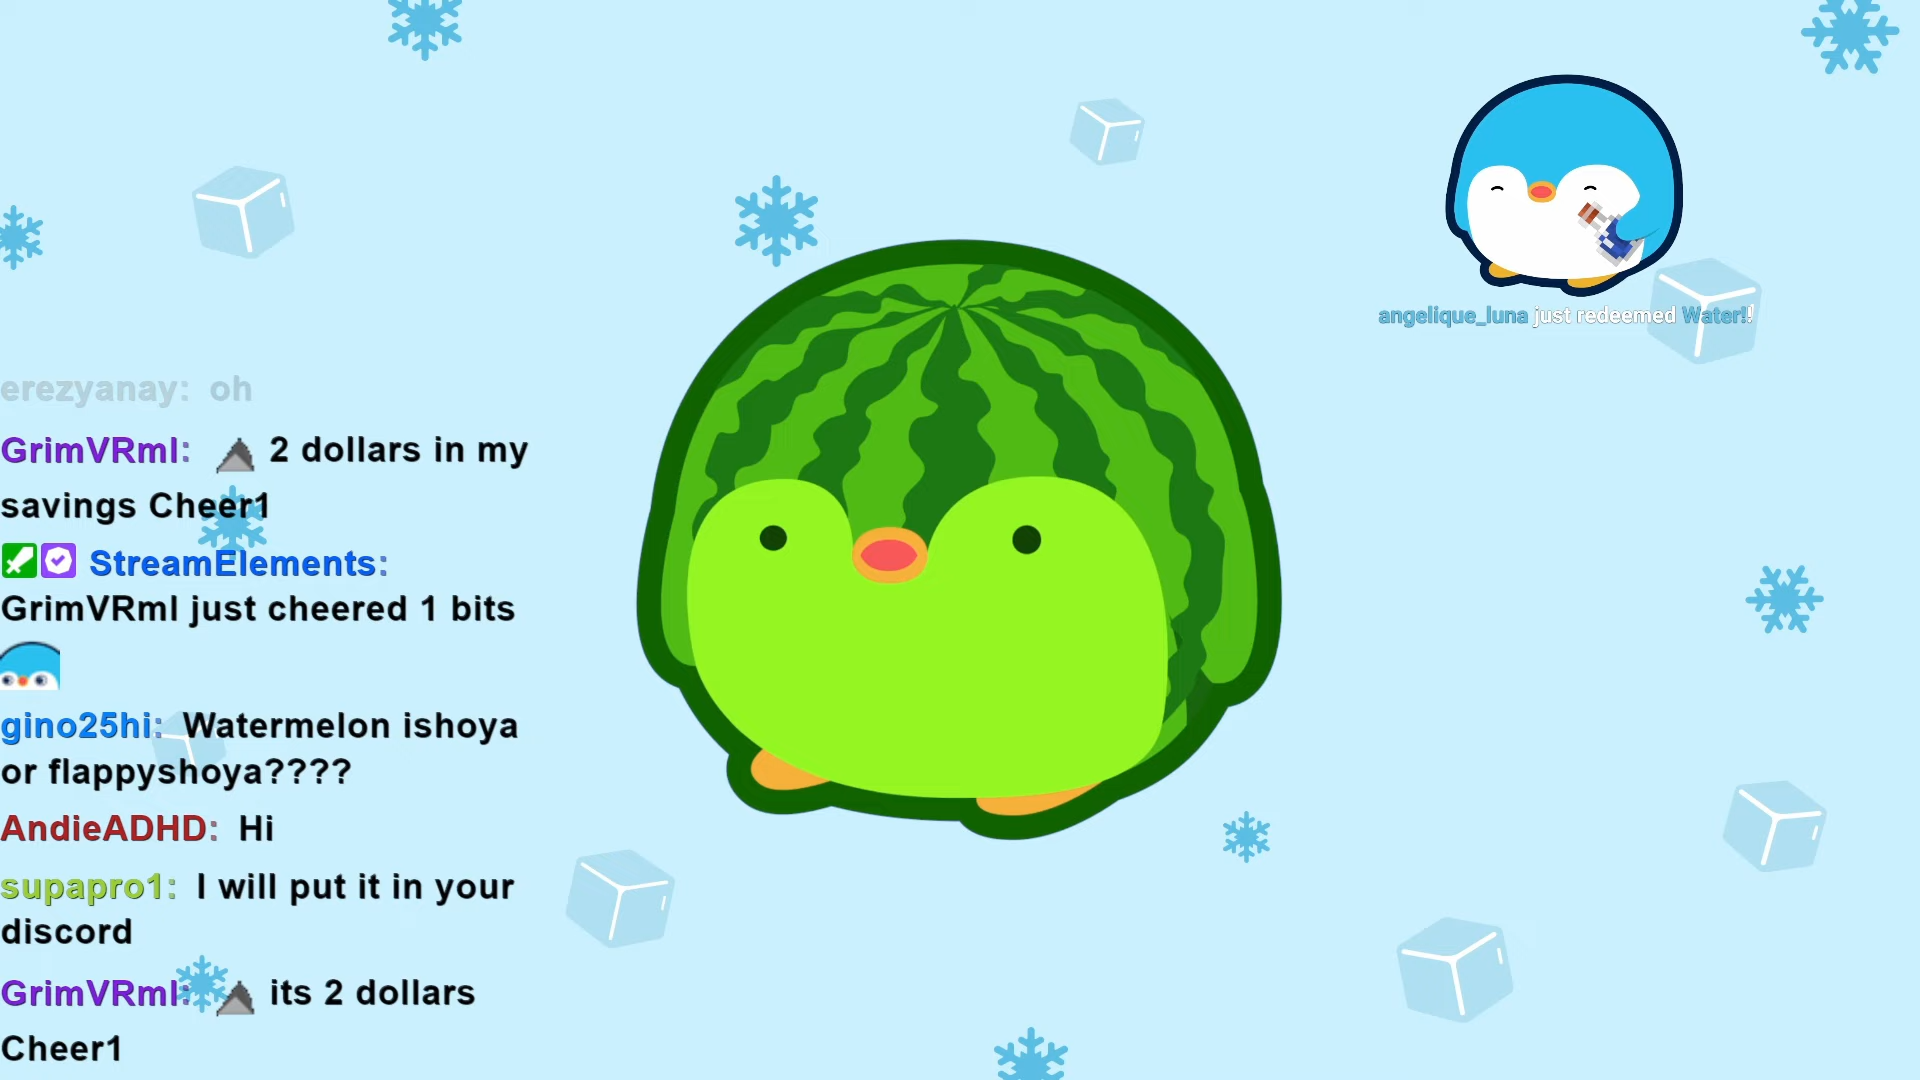 angelique_luna just redeemed Water!!
erezyanay: oh
GrimVRml: 2 dollars in my
savings Cheer1
StreamElements:
GrimVRml just cheered 1 bits
gino25hi: Watermelon ishoya
or flappyshoya????
AndieADHD: Hi
supapro1: I will put it in your
discord
GrimVRml: its 2 dollars
Cheer1